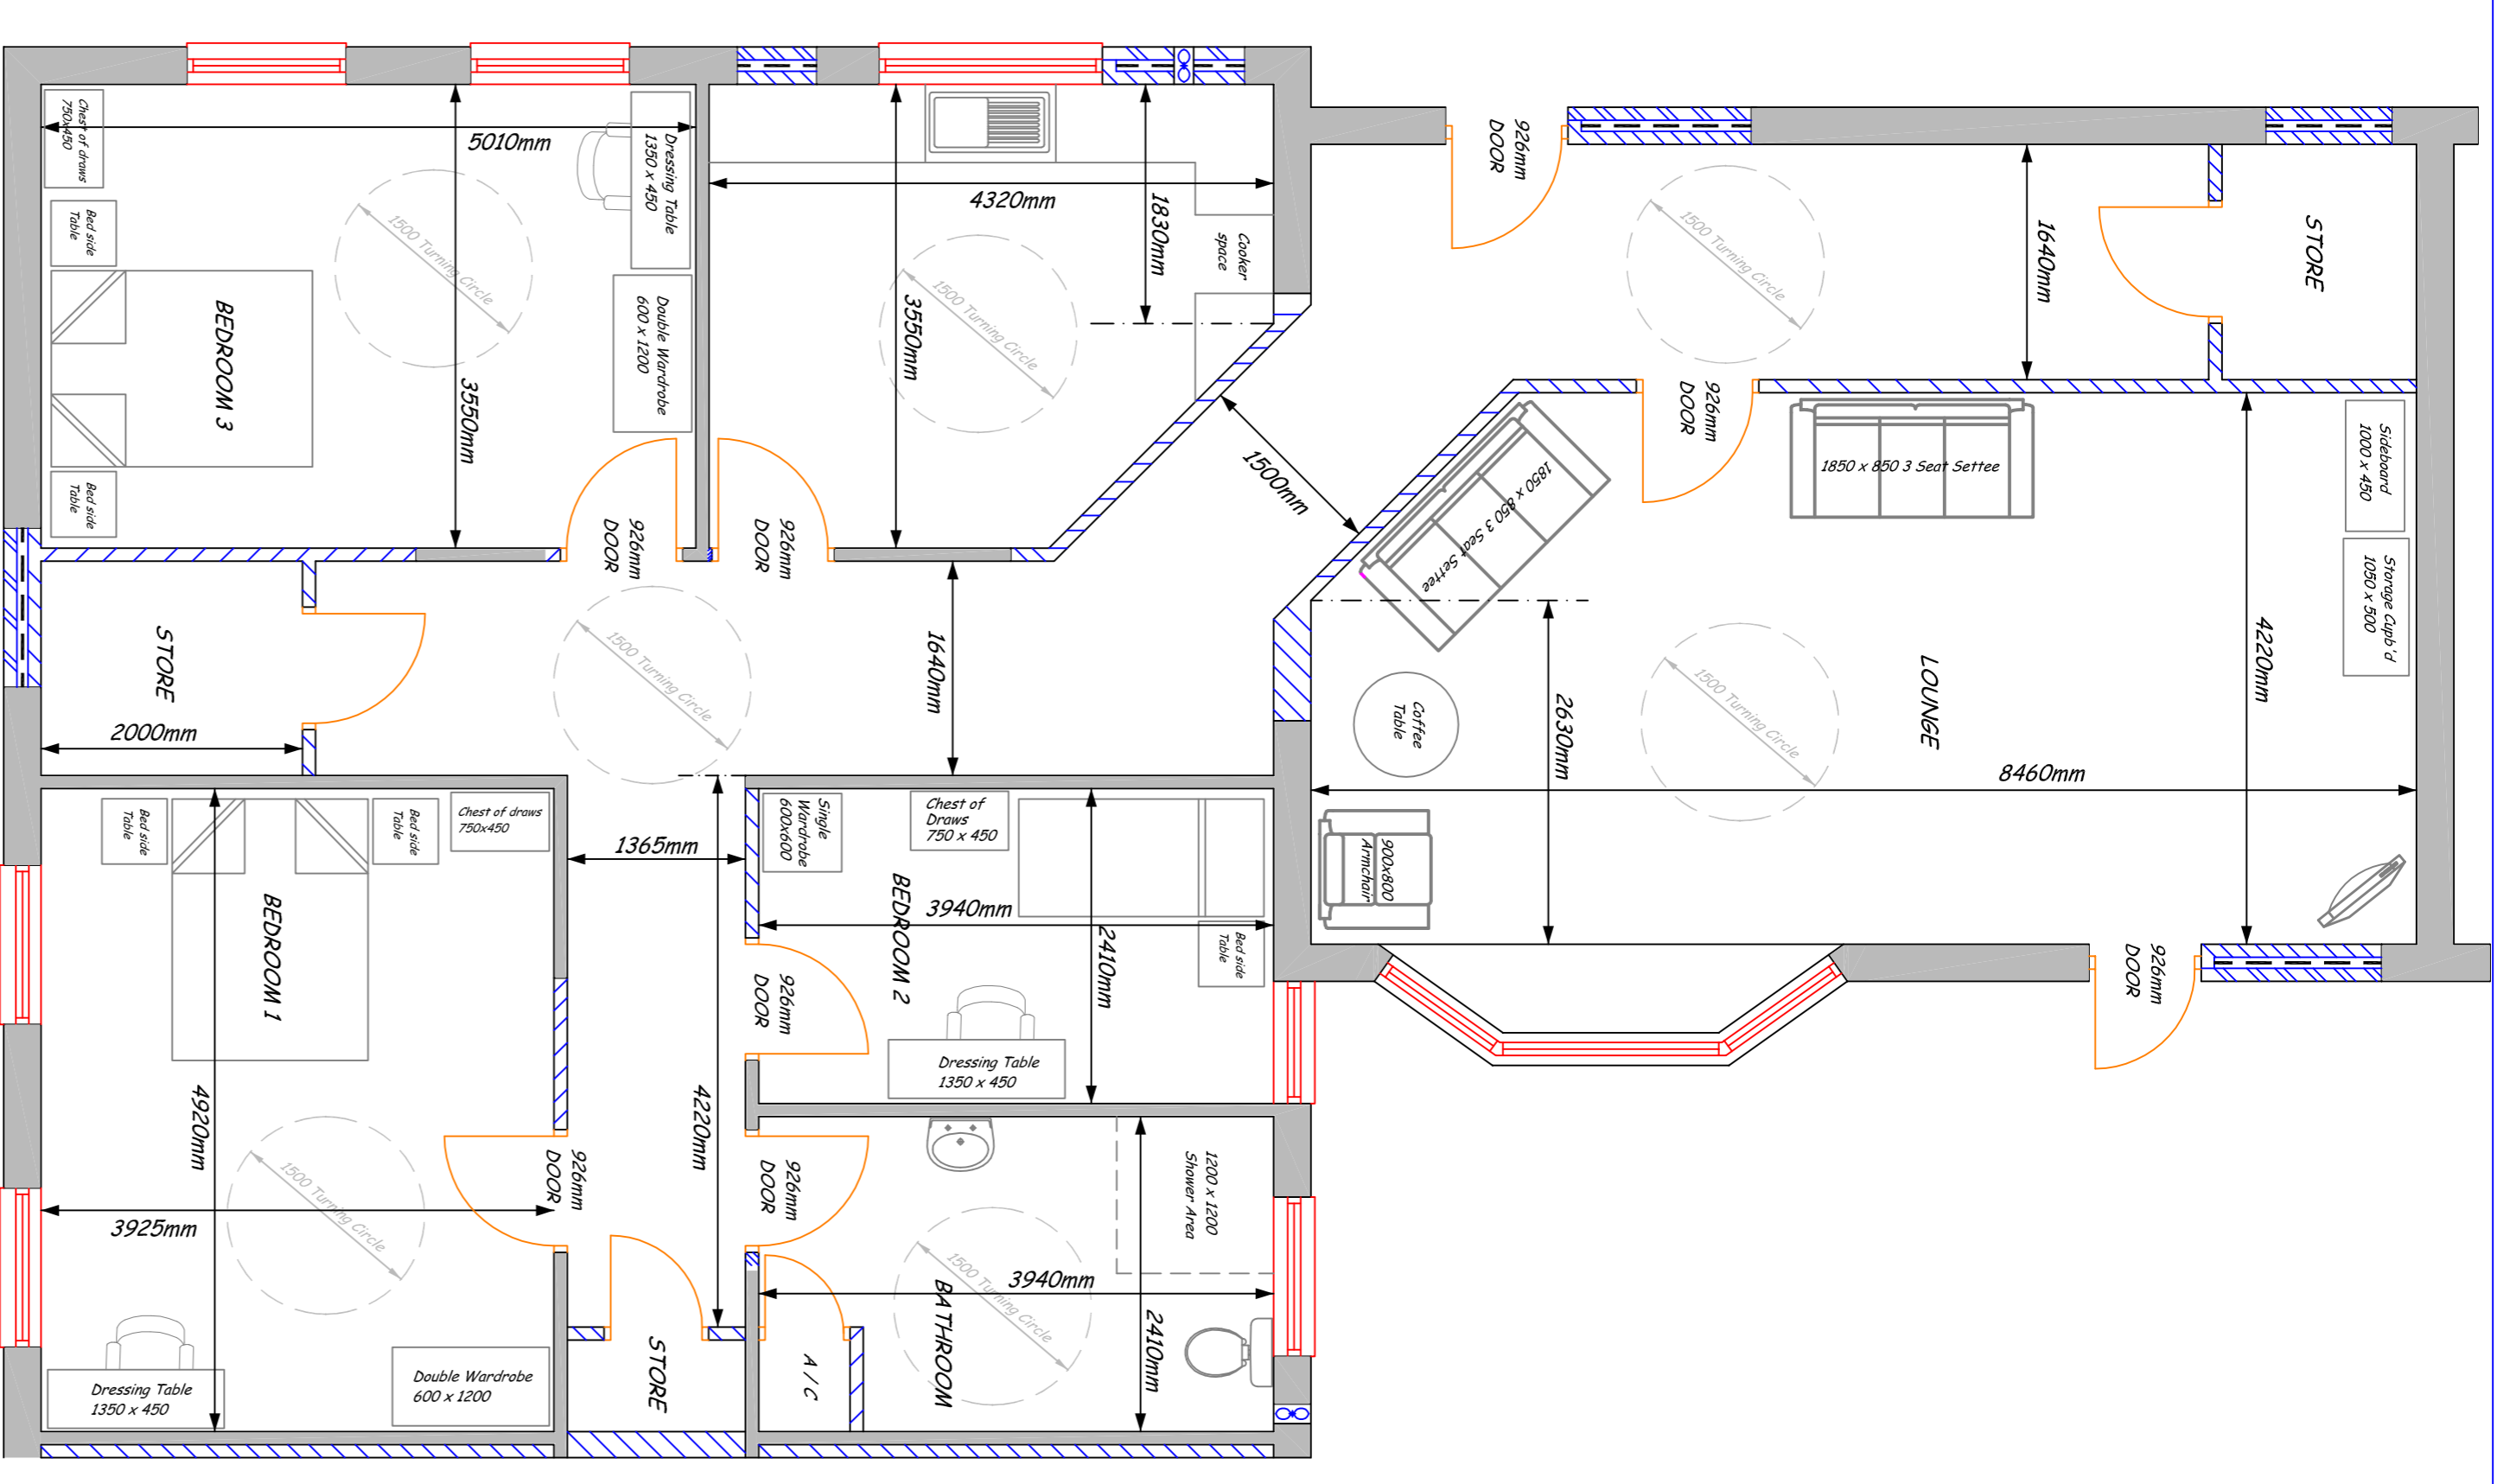 Chest of draws
750x450
5010mm
Dressing Table
1350 x 450
1500 Turning Circle
Bed side
Table
BEDROOM 3
Double Wardrobe
600 x 1200
3550mm
Bed side
Table
926mm
DOOR
4320mm
1830mm
Cooker
space
3550mm
1500 Turning Circle
926mm
DOOR
926mm
DOOR
1500 Turning Circle
1640mm
STORE
926mm
DOOR
1500mm
1850 x 850 3 Seat Settee
1850 x 850 3 Seat Settee
Sideboard
1000 x 450
Storage Cupb'd
1050 x 500
4220mm
LOUNGE
1500 Turning Circle
2630mm
8460mm
Coffee
Table
900x800
Armchair
926mm
DOOR
STORE
2000mm
1500 Turning Circle
1640mm
Bed side
Table
Bed side
Table
Chest of draws
750x450
BEDROOM 1
4920mm
1500 Turning Circle
3925mm
926mm
DOOR
Dressing Table
1350 x 450
Double Wardrobe
600 x 1200
1365mm
4220mm
STORE
Single
Wardrobe
600x600
Chest of
Draws
750 x 450
BEDROOM 2
3940mm
2410mm
Bed side
Table
926mm
DOOR
Dressing Table
1350 x 450
926mm
DOOR
1200 x 1200
Shower Area
1500 Turning Circle
3940mm
BATHROOM
2410mm
A / C